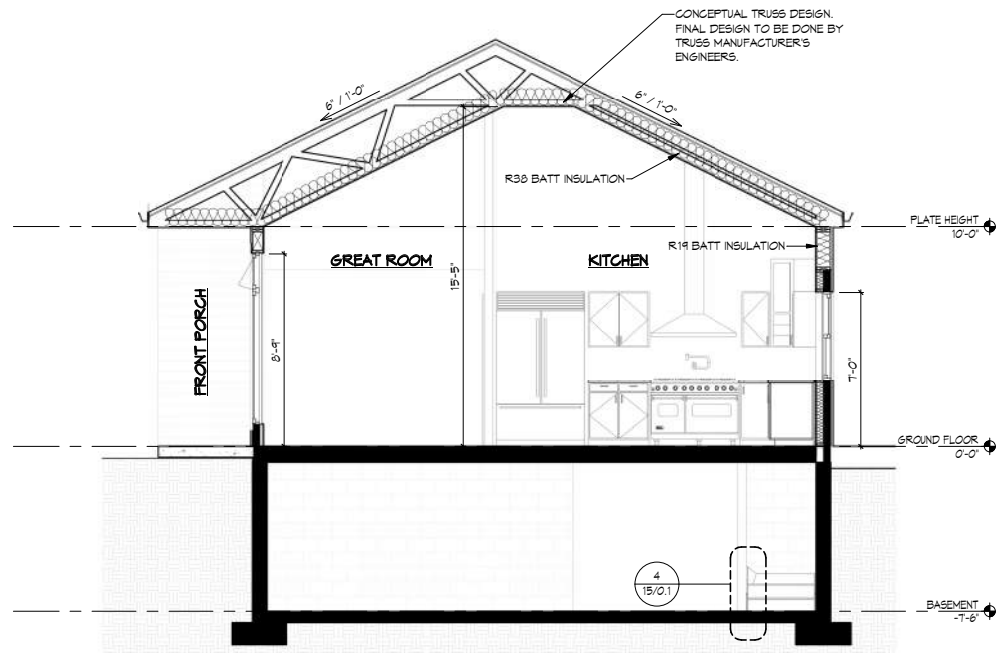 CONCEPTUAL TRUSS DESIGN.
FINAL DESIGN TO BE DONE BY
TRUSS MANUFACTURER'S
ENGINEERS.
6" / 1'-0"
6" / 1'-0"
R38 BATT INSULATION
PLATE HEIGHT
10'-0"
R19 BATT INSULATION
GREAT ROOM
KITCHEN
15'-5"
FRONT PORCH
8'-9"
7'-0"
GROUND FLOOR
0'-0"
4
15/0.1
BASEMENT
-7'-6"